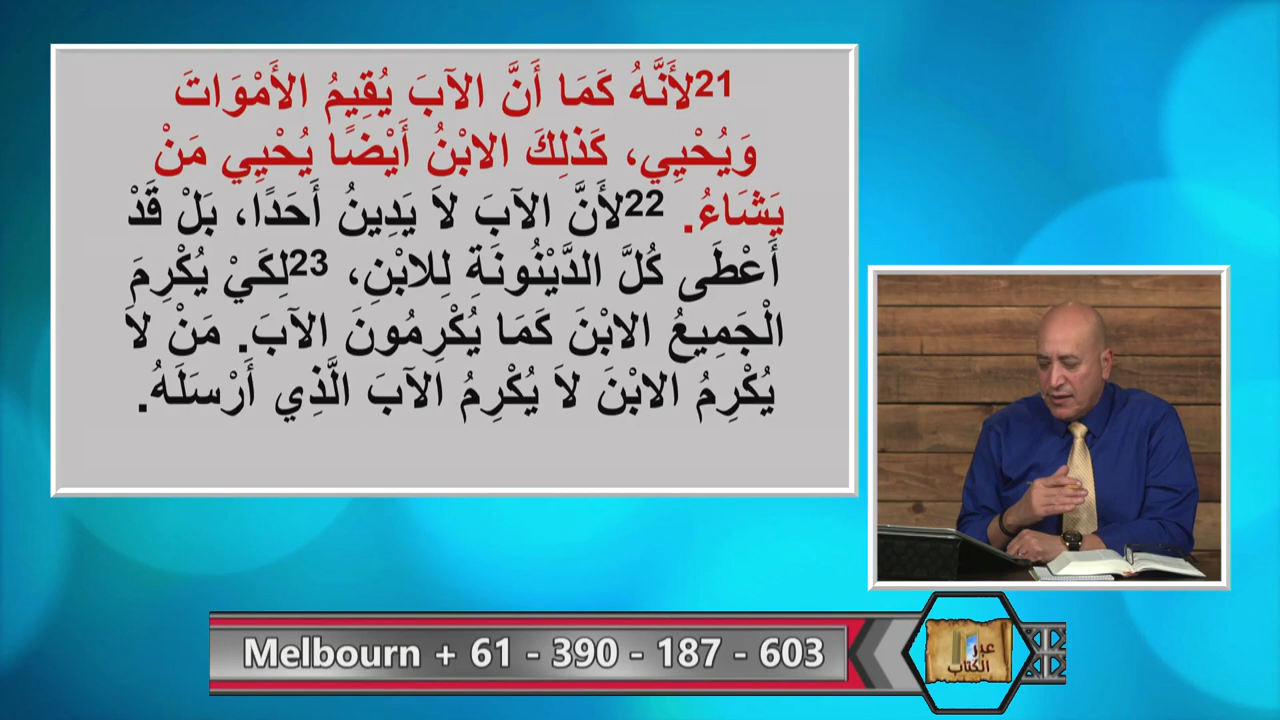 21لأَنَّهُ كَمَا أَنَّ الآبَ يُقِيمُ الأَمْوَاتَ
وَيُحْيِي، كَذلِكَ الابْنُ أَيْضًا يُحْيِي مَنْ
يَشَاءُ. 22لأَنَّ الآبَ لاَ يَدِينُ أَحَدًا، بَلْ قَدْ
أَعْطَى كُلَّ الدَّيْنُونَةِ لِلابْنِ، 23لِكَيْ يُكْرِمَ
الْجَمِيعُ الابْنَ كَمَا يُكْرِمُونَ الآبَ. مَنْ لاَ
يُكْرِمُ الابْنَ لاَ يُكْرِمُ الآبَ الَّذِي أَرْسَلَهُ.
Melbourn + 61 - 390 - 187 - 603
عبر
الكتاب